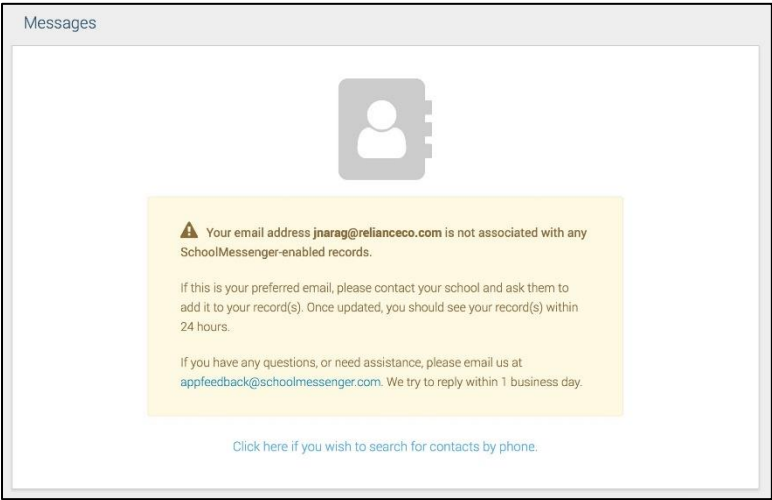 Messages
Your email address jnarag@relianceco.com is not associated with any
SchoolMessenger-enabled records.
If this is your preferred email, please contact your school and ask them to
add it to your record(s). Once updated, you should see your record(s) within
24 hours.
If you have any questions, or need assistance, please email us at
appfeedback@schoolmessenger.com. We try to reply within 1 business day.
Click here if you wish to search for contacts by phone.